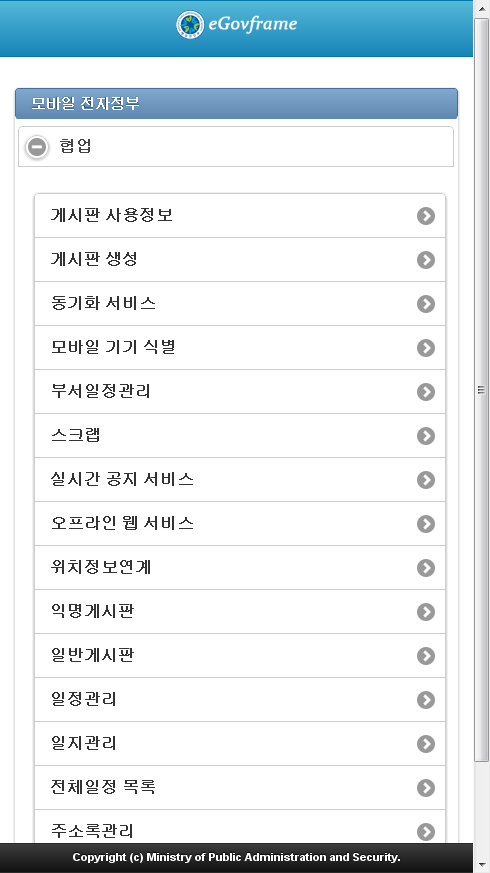 eGovframe
모바일 전자정부
협업
게시판 사용정보
게시판 생성
동기화 서비스
모바일 기기 식별
부서일정관리
스크랩
실시간 공지 서비스
오프라인 웹 서비스
위치정보연계
익명게시판
일반게시판
일정관리
일지관리
전체일정 목록
주소록관리
Copyright (c) Ministry of Public Administration and Security.